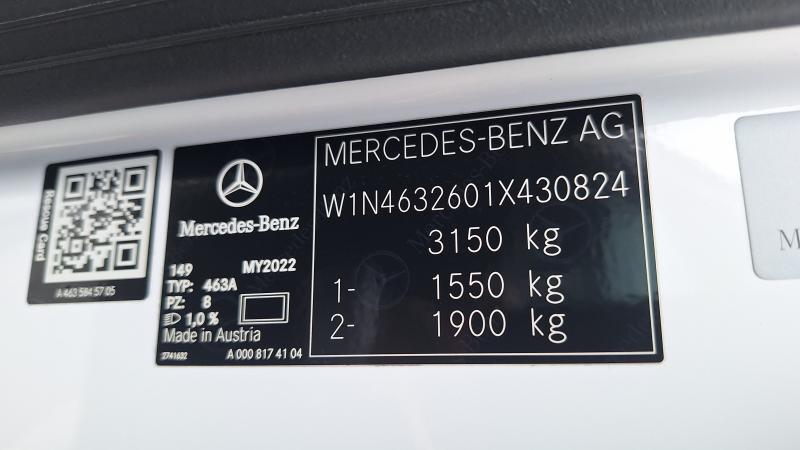 Rescue Card
A 463 584 57 05
Mercedes-Benz
149 MY2022
TYP: 463A
PZ: 8
1,0 %
Made in Austria
2741632 A 000 817 41 04
MERCEDES-BENZ AG
W1N4632601X430824
3150 kg
1- 1550 kg
2- 1900 kg
M